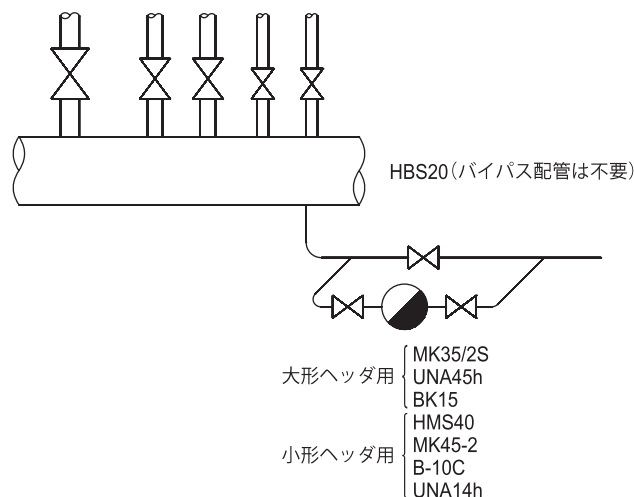 HBS20(バイパス配管は不要)
大形ヘッダ用
MK35/2S
UNA45h
BK15
小形ヘッダ用
HMS40
MK45-2
B-10C
UNA14h